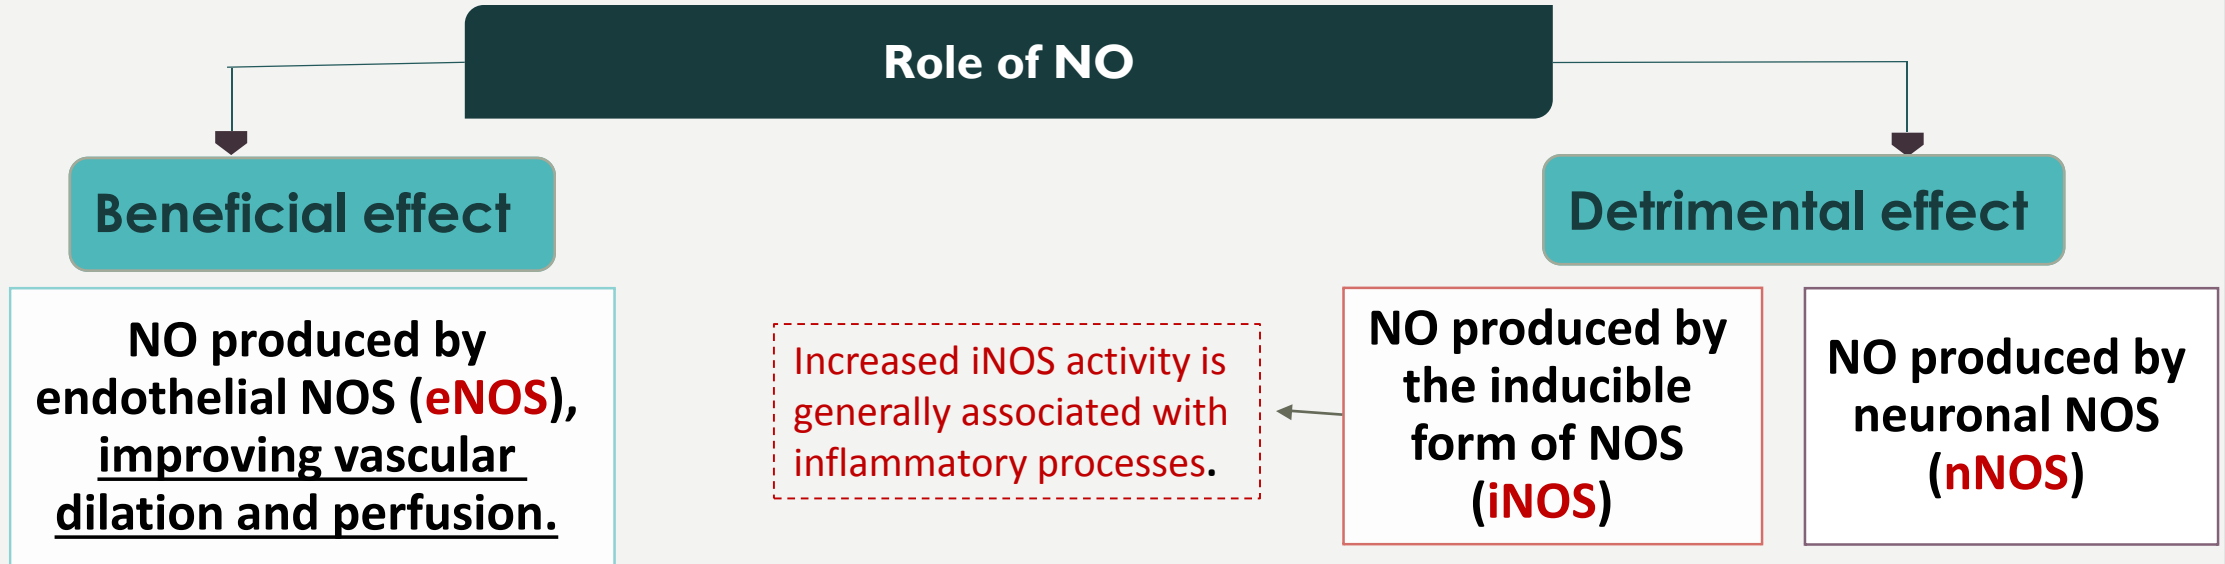 Role of NO
Beneficial effect
NO produced by
endothelial NOS (eNOS),
improving vascular
dilation and perfusion.
Detrimental effect
Increased iNOS activity is
generally associated with
inflammatory processes.
NO produced by
the inducible
form of NOS
(iNOS)
NO produced by
neuronal NOS
(nNOS)